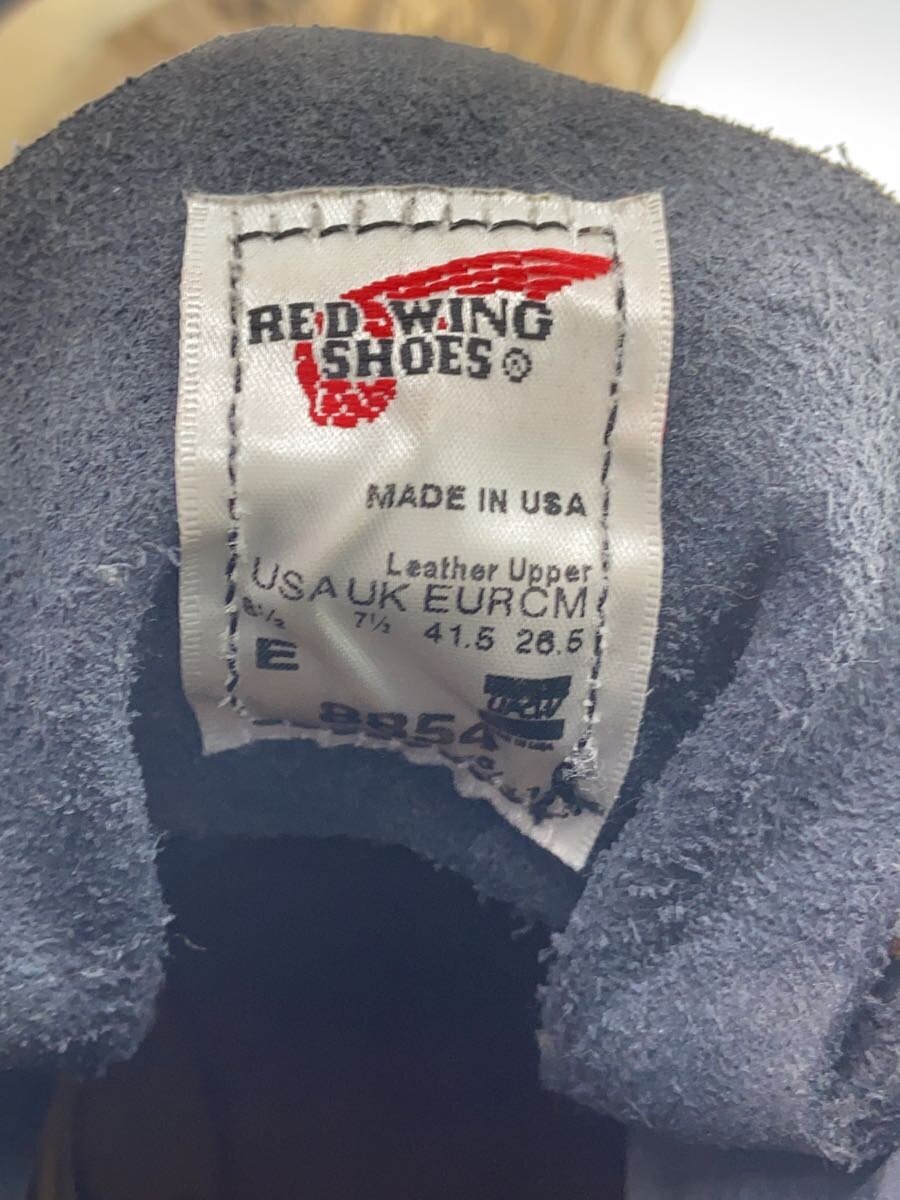 RED WING
SHOES®
MADE IN USA
Leather Upper
USA UK EUR CM
8½ 7½ 41.5 26.5
E
UFCW
8854